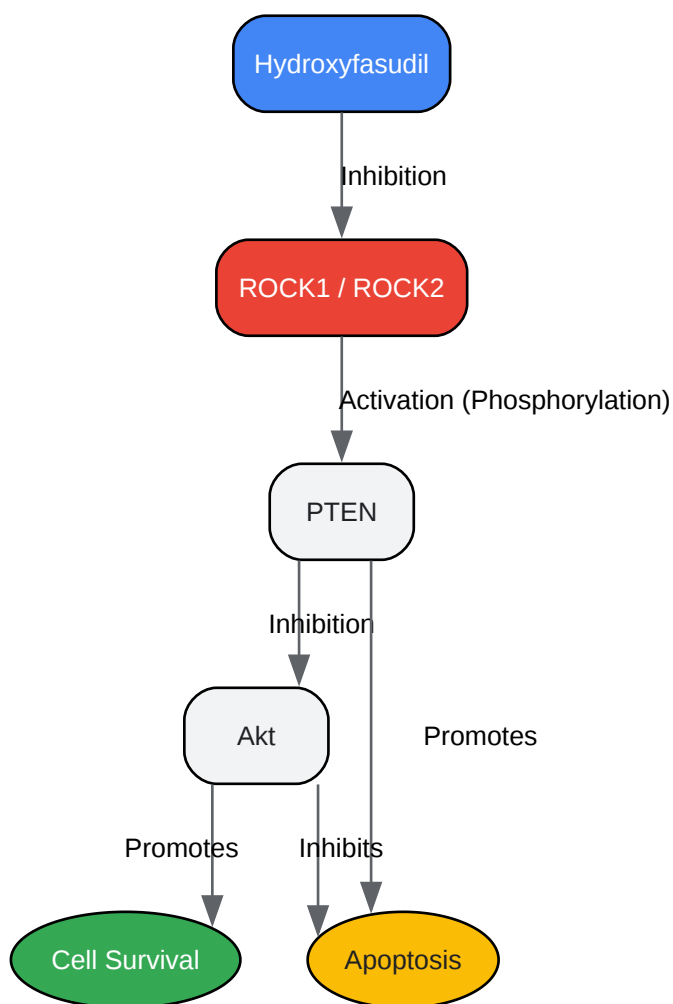 Hydroxyfasudil
Inhibition
ROCK1 / ROCK2
Activation (Phosphorylation)
PTEN
Inhibition
Akt
Promotes
Promotes
Inhibits
Cell Survival
Apoptosis